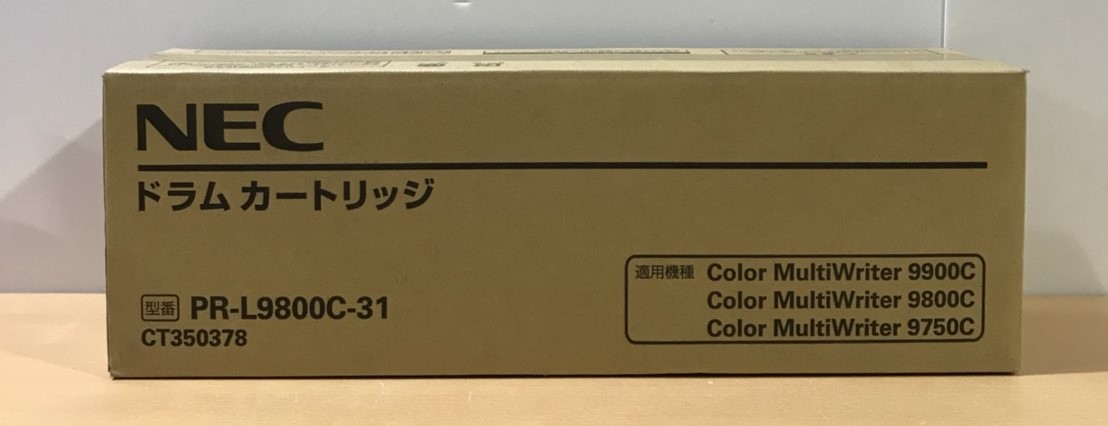 NEC
ドラム カートリッジ
型番 PR-L9800C-31
CT350378
適用機種 Color MultiWriter 9900C
Color MultiWriter 9800C
Color MultiWriter 9750C